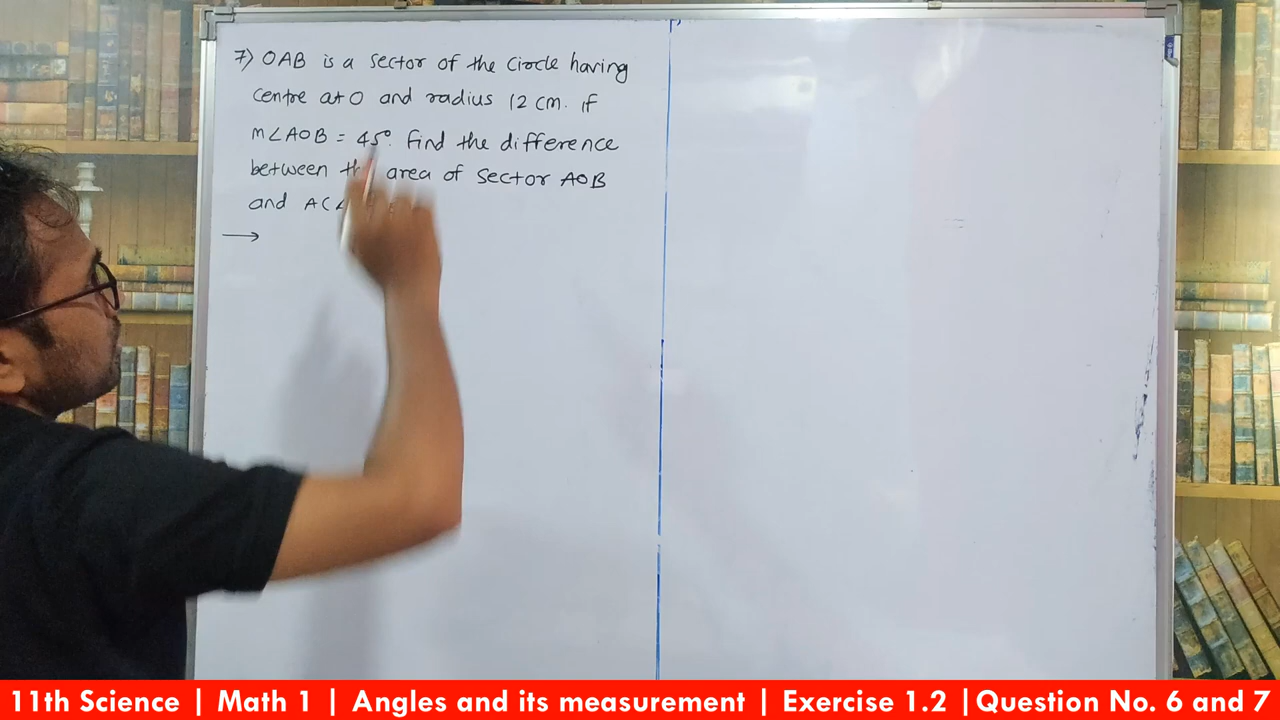 7) OAB is a sector of the circle having
centre at O and radius 12 cm. If
m∠AOB = 45°. Find the difference
between the area of sector AOB
and
11th Science | Math 1 | Angles and its measurement | Exercise 1.2 |Question No. 6 and 7